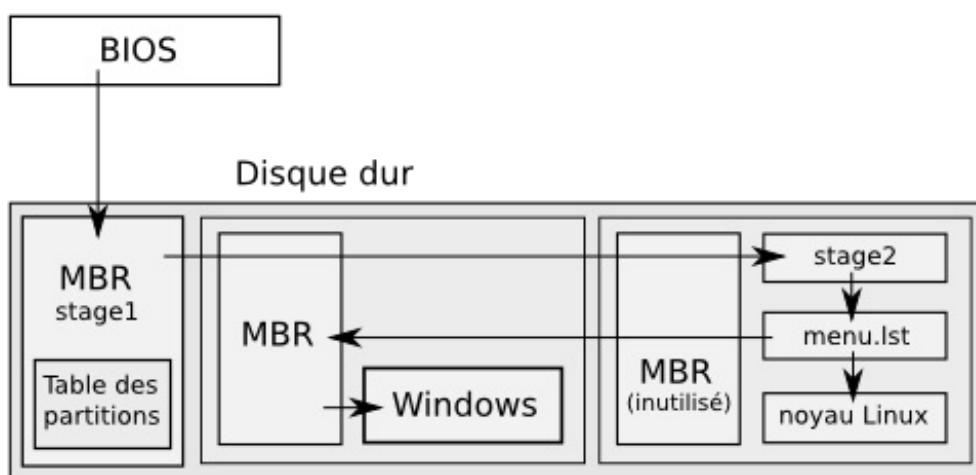 BIOS
Disque dur
MBR
stage1
Table des
partitions
MBR
Windows
MBR
(inutilisé)
stage2
menu.lst
noyau Linux